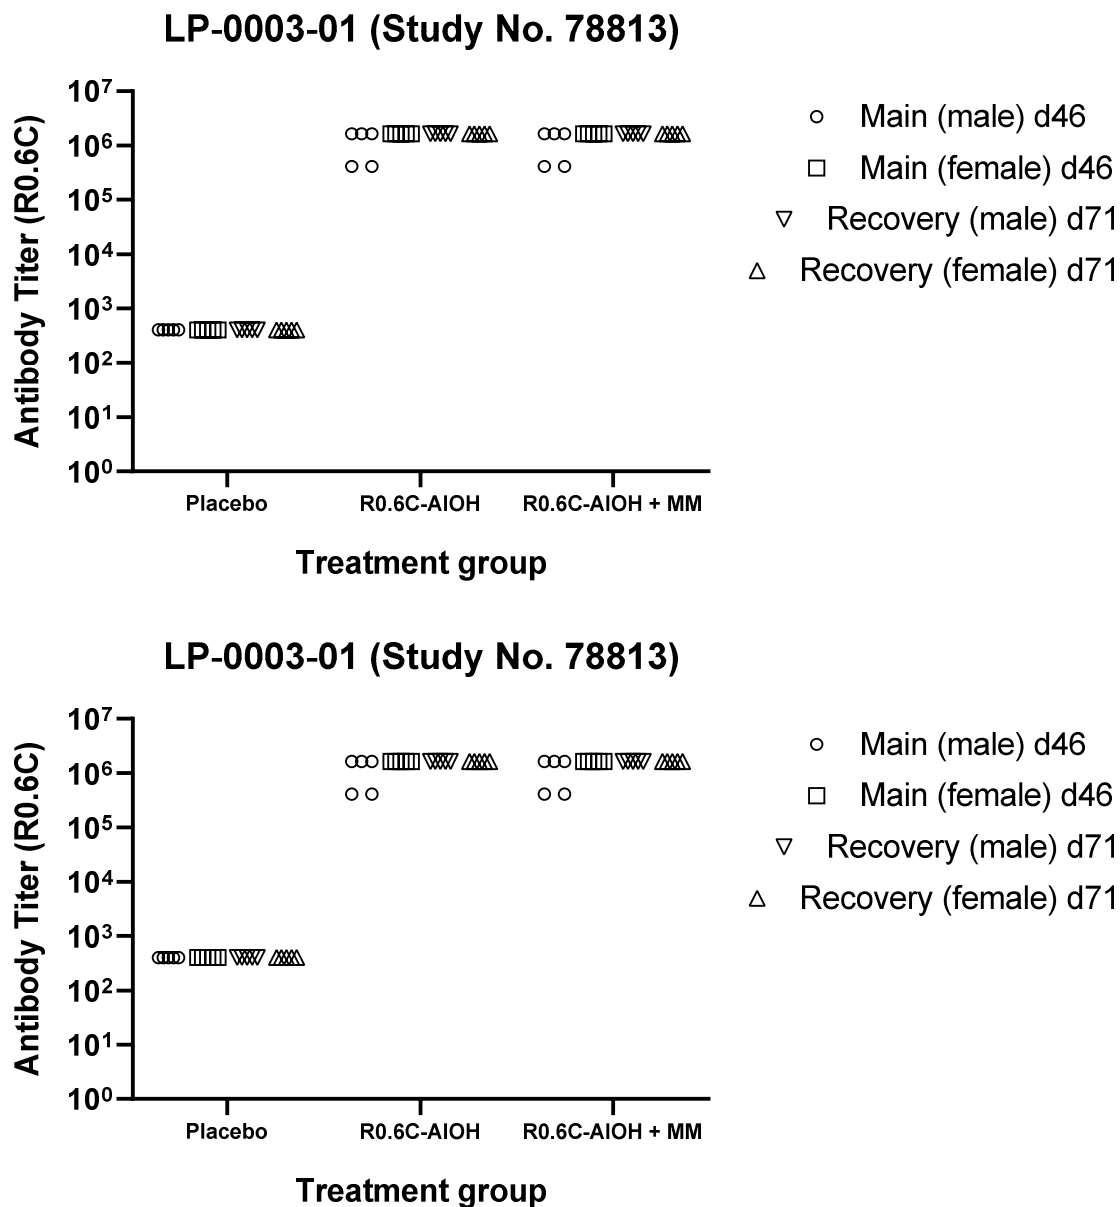 LP-0003-01 (Study No. 78813)
Antibody Titer (R0.6C)
10⁷
10⁶
10⁵
10⁴
10³
10²
10¹
10⁰
Placebo
R0.6C-AlOH
R0.6C-AlOH + MM
Treatment group
Main (male) d46
Main (female) d46
Recovery (male) d71
Recovery (female) d71
LP-0003-01 (Study No. 78813)
Antibody Titer (R0.6C)
10⁷
10⁶
10⁵
10⁴
10³
10²
10¹
10⁰
Placebo
R0.6C-AlOH
R0.6C-AlOH + MM
Treatment group
Main (male) d46
Main (female) d46
Recovery (male) d71
Recovery (female) d71